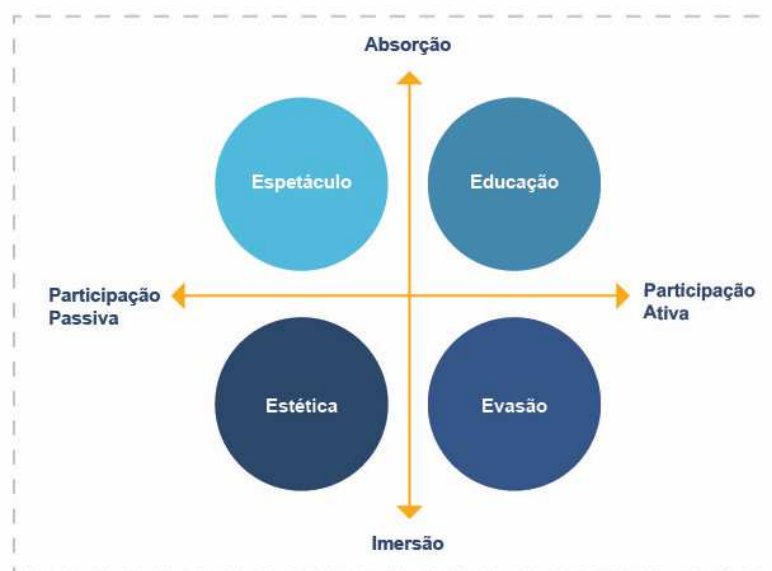 Absorção
Espetáculo
Educação
Participação
Passiva
Participação
Ativa
Estética
Evasão
Imersão